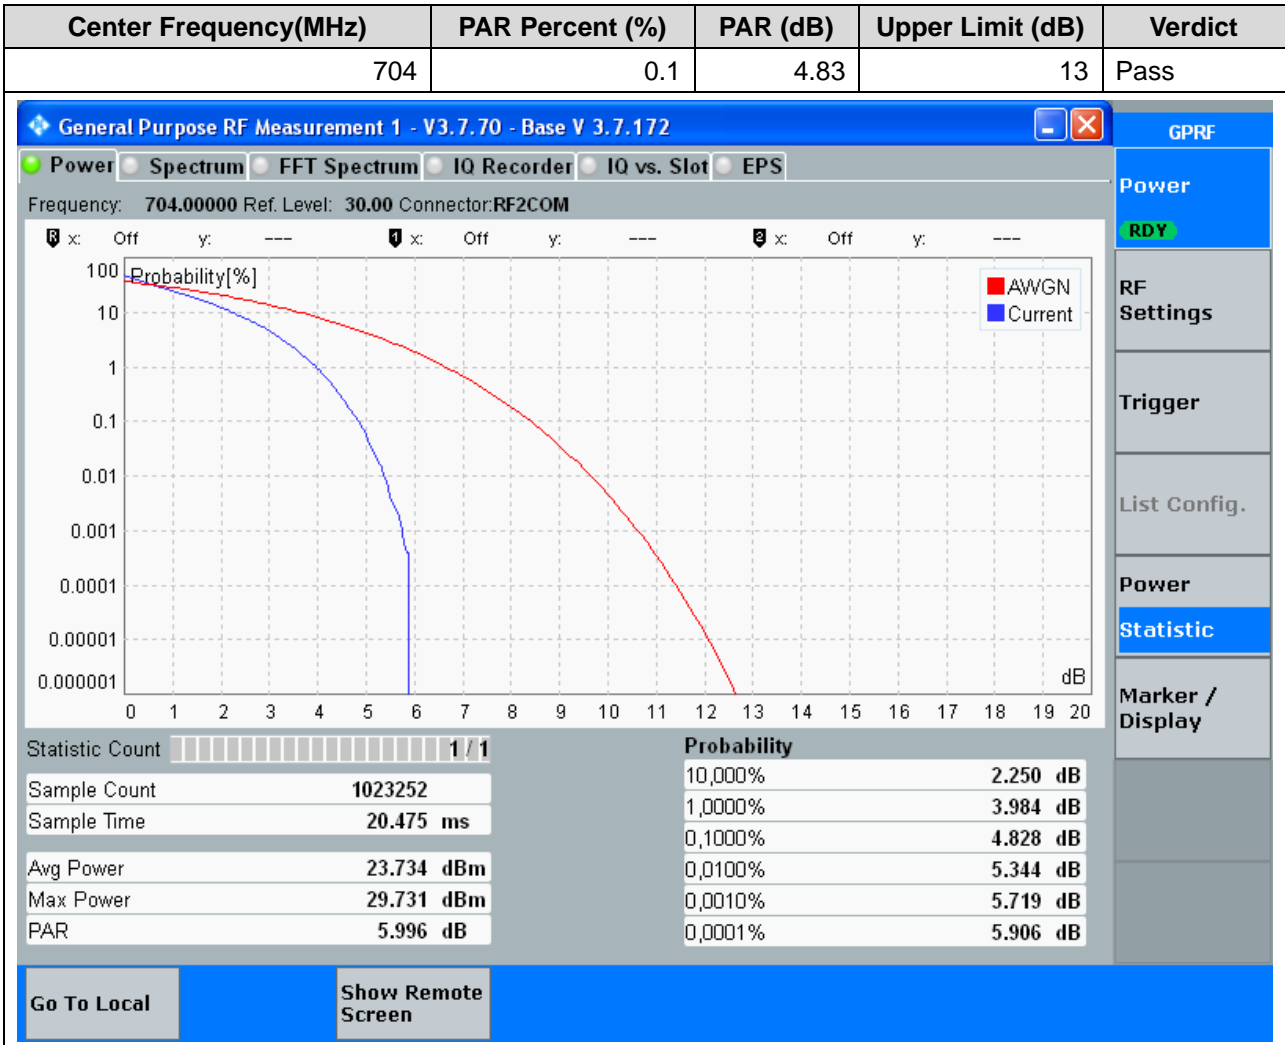 Center Frequency(MHz) PAR Percent (%) PAR (dB) Upper Limit (dB) Verdict
704 0.1 4.83 13 Pass
General Purpose RF Measurement 1 - V3.7.70 - Base V 3.7.172
GPRF
Power Spectrum FFT Spectrum IQ Recorder IQ vs. Slot EPS
Power
RDY
RF
Settings
Trigger
List Config.
Power
Statistic
Marker /
Display
Frequency: 704.00000 Ref. Level: 30.00 Connector:RF2COM
R x: Off y: --- 1 x: Off y: --- 2 x: Off y: ---
Probability[%]
AWGN
Current
100
10
1
0.1
0.01
0.001
0.0001
0.00001
0.000001
dB
0 1 2 3 4 5 6 7 8 9 10 11 12 13 14 15 16 17 18 19 20
Statistic Count 1 / 1
Sample Count 1023252
Sample Time 20.475 ms
Avg Power 23.734 dBm
Max Power 29.731 dBm
PAR 5.996 dB
Probability
10,000% 2.250 dB
1,0000% 3.984 dB
0,1000% 4.828 dB
0,0100% 5.344 dB
0,0010% 5.719 dB
0,0001% 5.906 dB
Go To Local
Show Remote
Screen